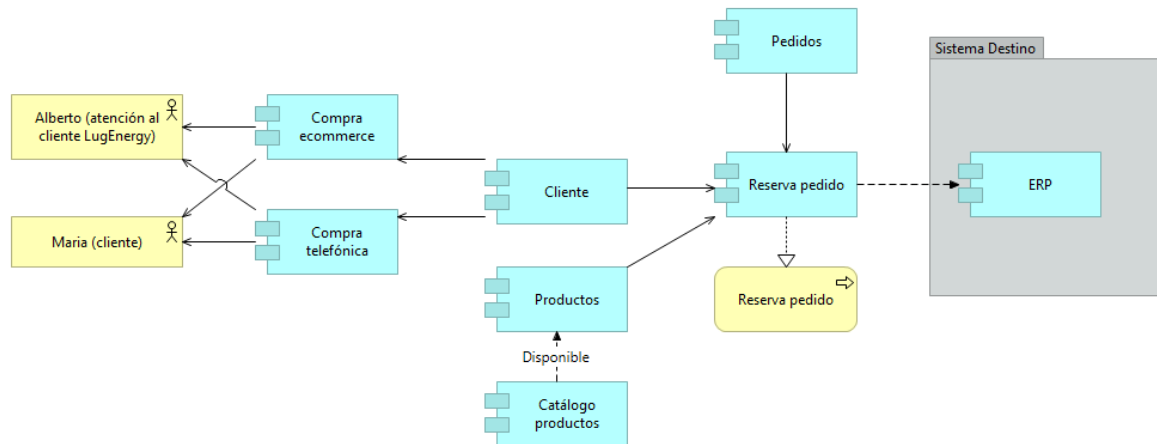 Pedidos
Sistema Destino
Alberto (atención al
cliente LugEnergy)
Compra
ecommerce
Cliente
Reserva pedido
ERP
Maria (cliente)
Compra
telefónica
Productos
Reserva pedido
Disponible
Catálogo
productos